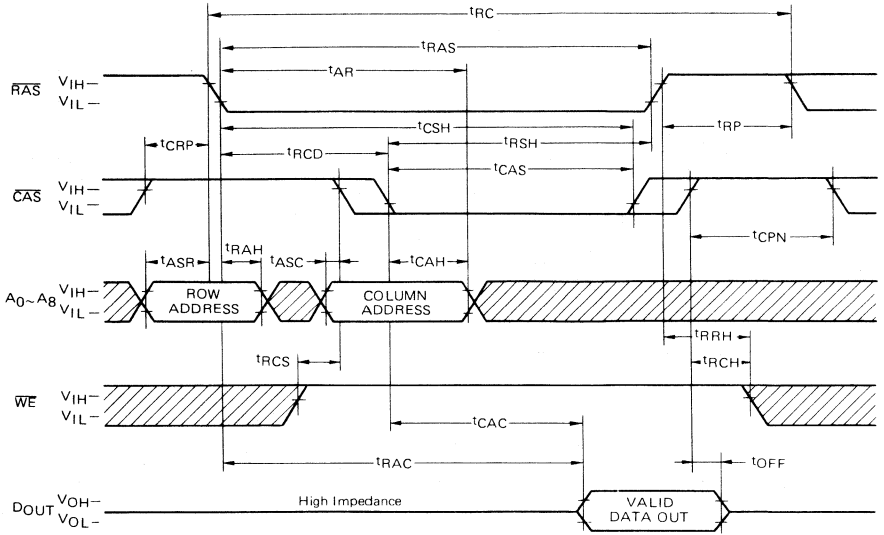 tRC
tRAS
tAR
RAS VIH
VIL
tCSH
tRP
tCRP
tRCD
tRSH
tCAS
CAS VIH
VIL
tCPN
tASR
tRAH
tASC
tCAH
A0~A8 VIH
VIL
ROW
ADDRESS
COLUMN
ADDRESS
tRRH
tRCS
tRCH
WE VIH
VIL
tCAC
tRAC
tOFF
DOUT VOH
VOL
High Impedance
VALID
DATA OUT